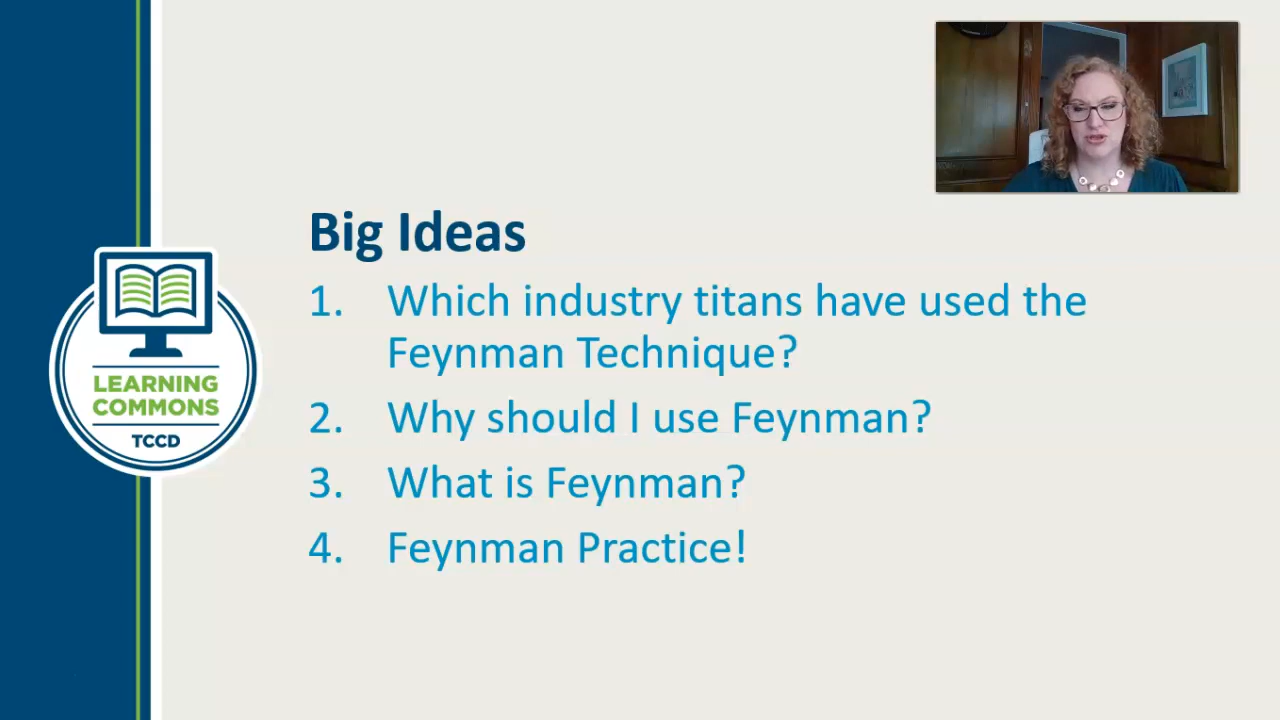 Big Ideas
1. Which industry titans have used the
Feynman Technique?
2. Why should I use Feynman?
3. What is Feynman?
4. Feynman Practice!
LEARNING
COMMONS
TCCD